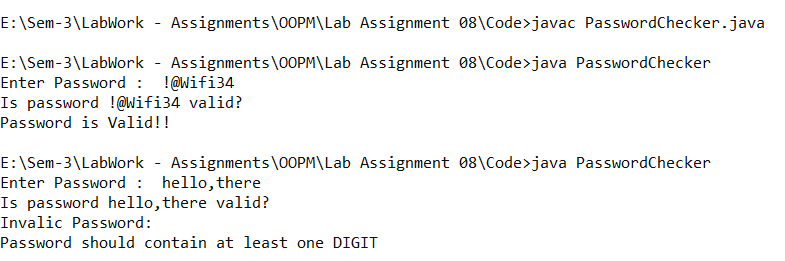 E:\Sem-3\LabWork - Assignments\OOPM\Lab Assignment 08\Code>javac PasswordChecker.java
E:\Sem-3\LabWork - Assignments\OOPM\Lab Assignment 08\Code>java PasswordChecker
Enter Password :  !@Wifi34
Is password !@Wifi34 valid?
Password is Valid!!
E:\Sem-3\LabWork - Assignments\OOPM\Lab Assignment 08\Code>java PasswordChecker
Enter Password :  hello,there
Is password hello,there valid?
Invalic Password:
Password should contain at least one DIGIT